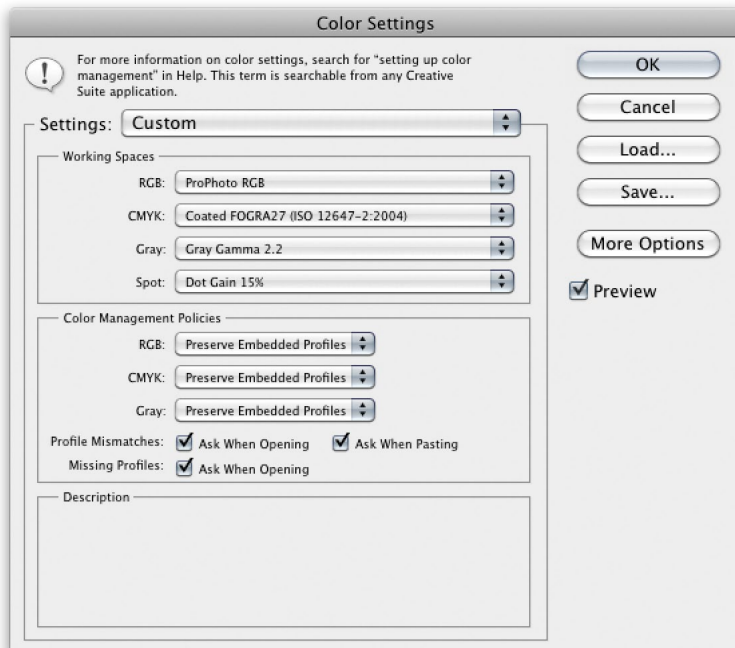 Color Settings
For more information on color settings, search for “setting up color
management” in Help. This term is searchable from any Creative
Suite application.
Settings: Custom
Working Spaces
RGB: ProPhoto RGB
CMYK: Coated FOGRA27 (ISO 12647-2:2004)
Gray: Gray Gamma 2.2
Spot: Dot Gain 15%
Color Management Policies
RGB: Preserve Embedded Profiles
CMYK: Preserve Embedded Profiles
Gray: Preserve Embedded Profiles
Profile Mismatches: Ask When Opening Ask When Pasting
Missing Profiles: Ask When Opening
Description
OK
Cancel
Load...
Save...
More Options
Preview